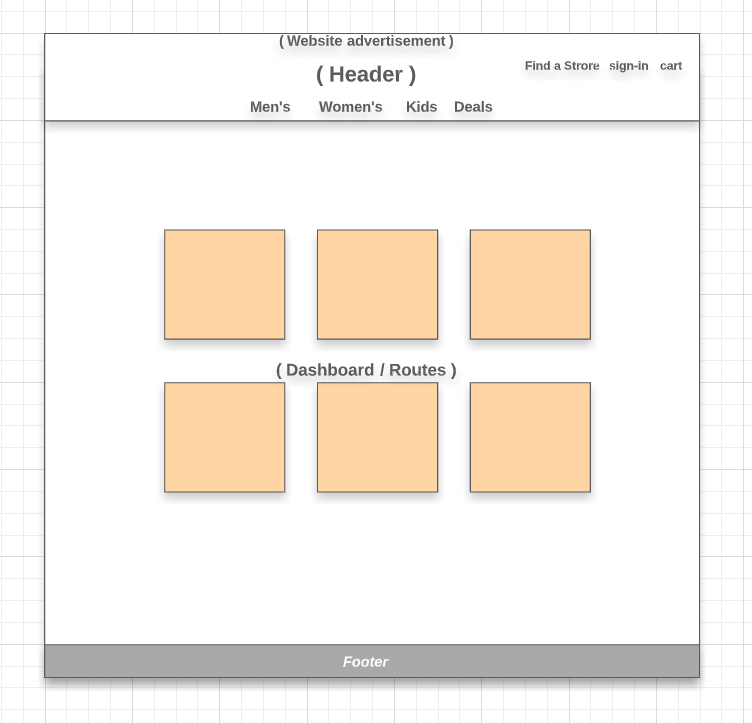 ( Website advertisement )
( Header )
Find a Strore sign-in cart
Men's Women's Kids Deals
( Dashboard / Routes )
Footer